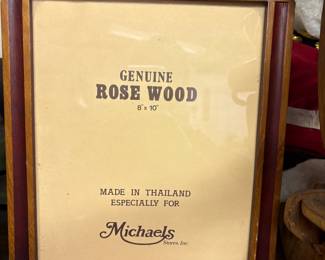 GENUINE
ROSE WOOD
8" x 10"
MADE IN THAILAND
ESPECIALLY FOR
Michaels
Stores, Inc.